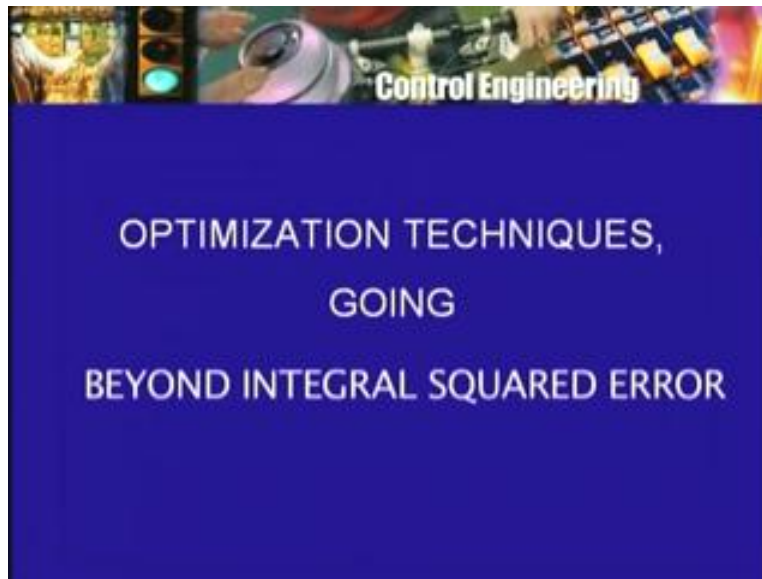 Control Engineering
OPTIMIZATION TECHNIQUES,
GOING
BEYOND INTEGRAL SQUARED ERROR